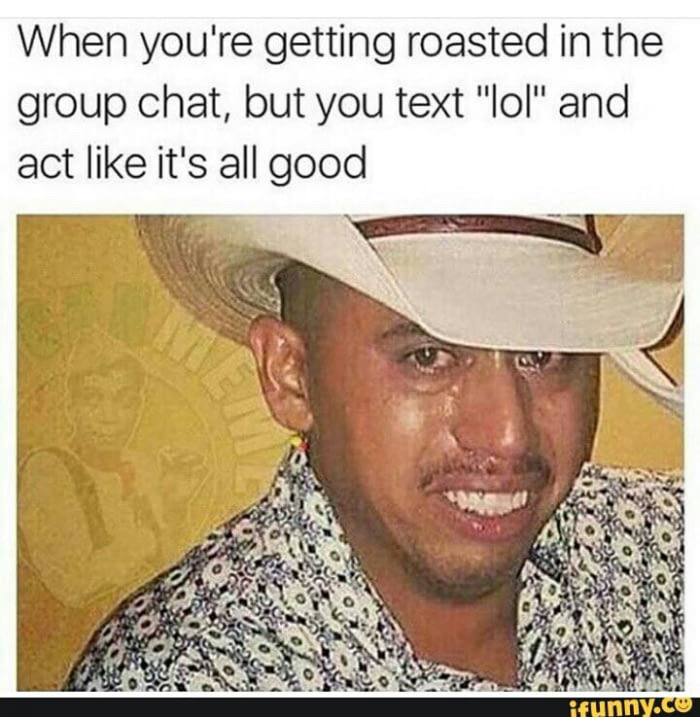 When you're getting roasted in the
group chat, but you text "lol" and
act like it's all good
MEME
ifunny.co